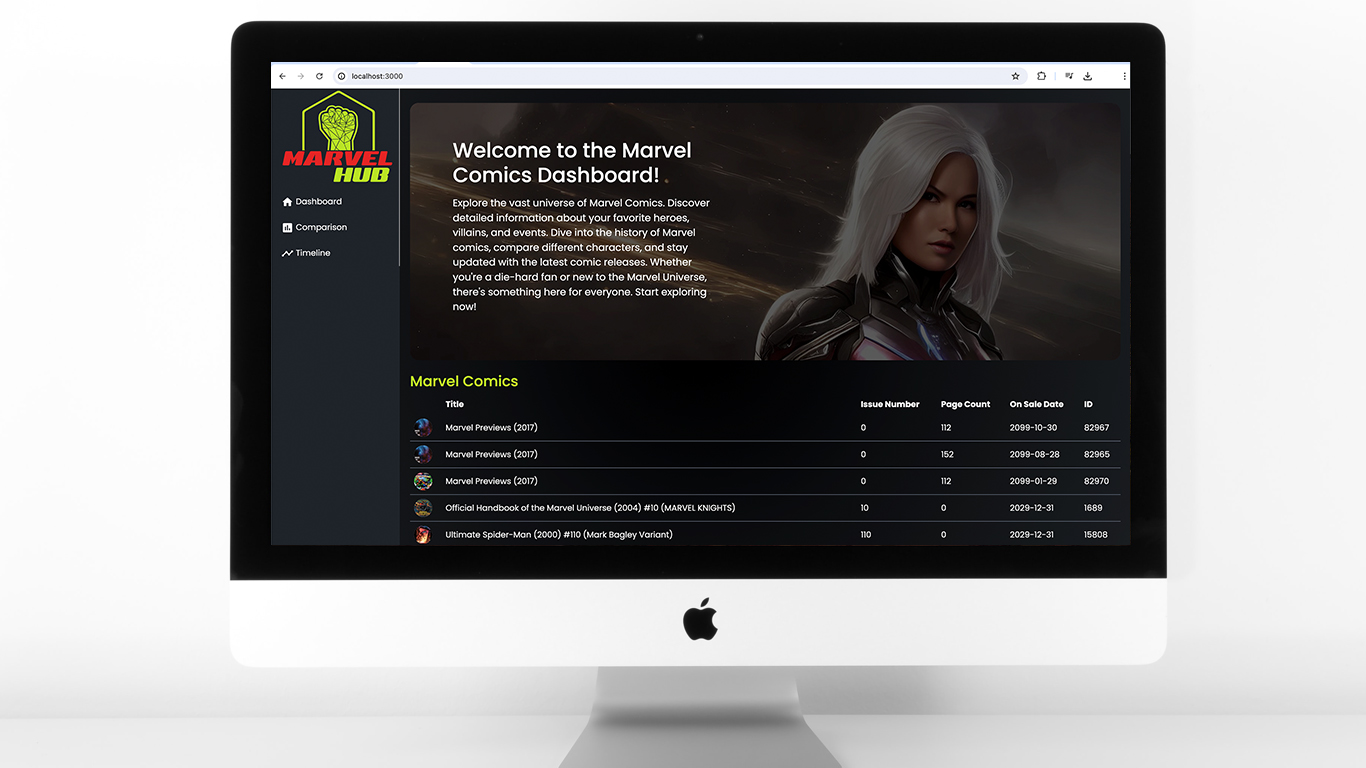 localhost:3000
MARVEL
HUB
Dashboard
Comparison
Timeline
Welcome to the Marvel
Comics Dashboard!
Explore the vast universe of Marvel Comics. Discover
detailed information about your favorite heroes,
villains, and events. Dive into the history of Marvel
comics, compare different characters, and stay
updated with the latest comic releases. Whether
you're a die-hard fan or new to the Marvel Universe,
there's something here for everyone. Start exploring
now!
Marvel Comics
Title Issue Number Page Count On Sale Date ID
Marvel Previews (2017) 0 112 2099-10-30 82967
Marvel Previews (2017) 0 152 2099-08-28 82965
Marvel Previews (2017) 0 112 2099-01-29 82970
Official Handbook of the Marvel Universe (2004) #10 (MARVEL KNIGHTS) 10 0 2029-12-31 1689
Ultimate Spider-Man (2000) #110 (Mark Bagley Variant) 110 0 2029-12-31 15808